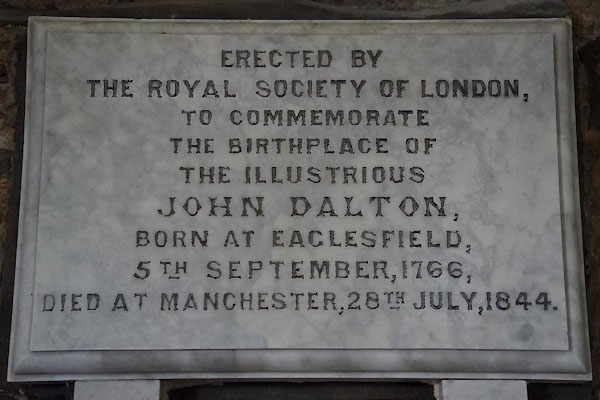 ERECTED BY
THE ROYAL SOCIETY OF LONDON,
TO COMMEMORATE
THE BIRTHPLACE OF
THE ILLUSTRIOUS
JOHN DALTON,
BORN AT EAGLESFIELD,
5TH SEPTEMBER, 1766,
DIED AT MANCHESTER, 28TH JULY, 1844.